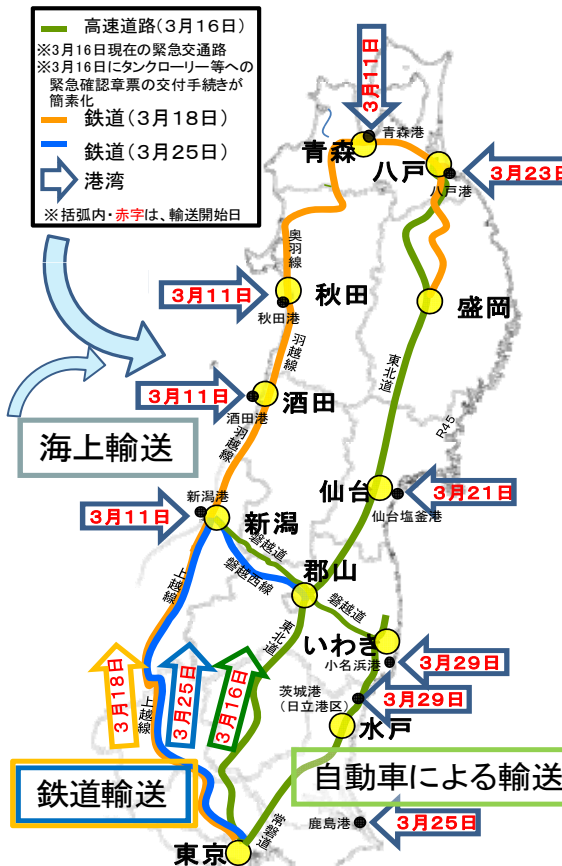 高速道路(3月16日)
※3月16日現在の緊急交通路
※3月16日にタンクローリー等への
緊急確認章票の交付手続きが
簡素化
鉄道(3月18日)
鉄道(3月25日)
港湾
※括弧内・赤字は、輸送開始日
3月11日
青森港
青森
八戸
八戸港
3月23日
奥羽線
3月11日
秋田
秋田港
盛岡
羽越線
東北道
3月11日
酒田
酒田港
R45
羽越線
海上輸送
仙台
3月21日
仙台塩釜港
新潟港
3月11日
新潟
磐越道
磐越西線
郡山
磐越道
上越線
東北道
いわき
小名浜港
3月29日
3月18日
3月25日
3月16日
茨城港
(日立港区)
3月29日
上越線
水戸
鉄道輸送
自動車による輸送
鹿島港
3月25日
常磐道
東京